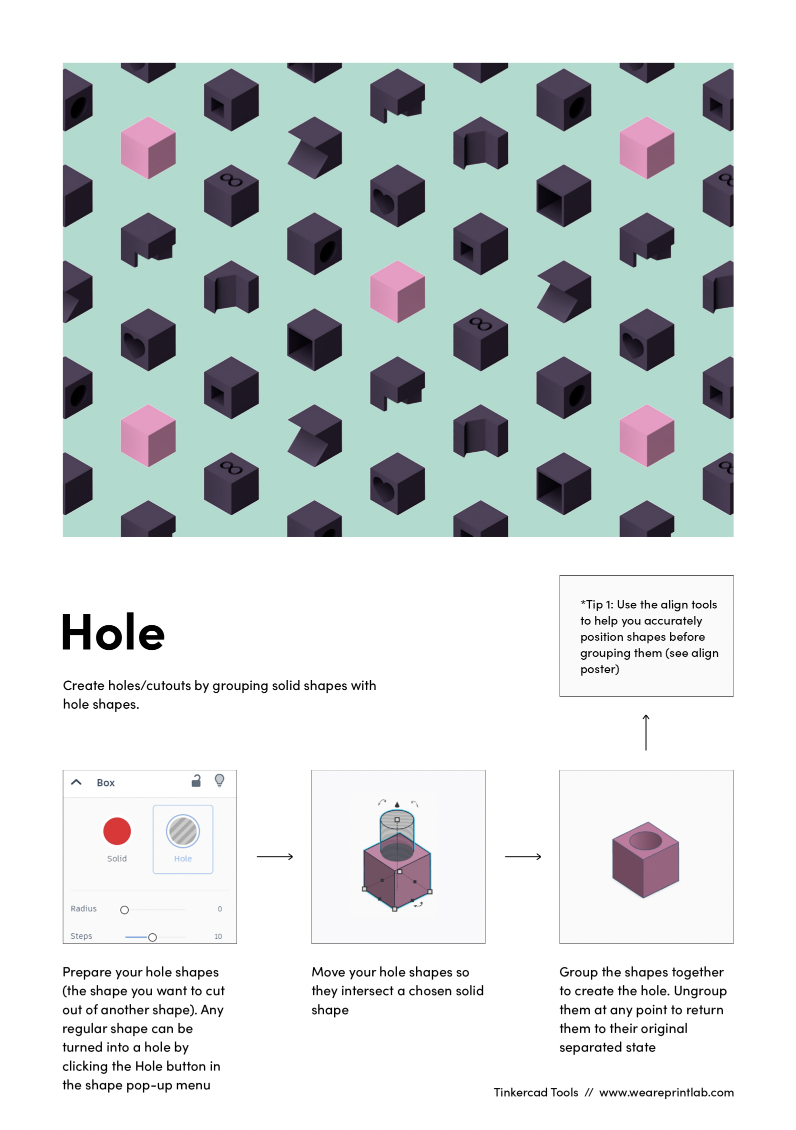 Hole
Create holes/cutouts by grouping solid shapes with
hole shapes.
*Tip 1: Use the align tools
to help you accurately
position shapes before
grouping them (see align
poster)
Box
Solid
Hole
Radius
0
Steps
10
Prepare your hole shapes
(the shape you want to cut
out of another shape). Any
regular shape can be
turned into a hole by
clicking the Hole button in
the shape pop-up menu
Move your hole shapes so
they intersect a chosen solid
shape
Group the shapes together
to create the hole. Ungroup
them at any point to return
them to their original
separated state
Tinkercad Tools // www.weareprintlab.com